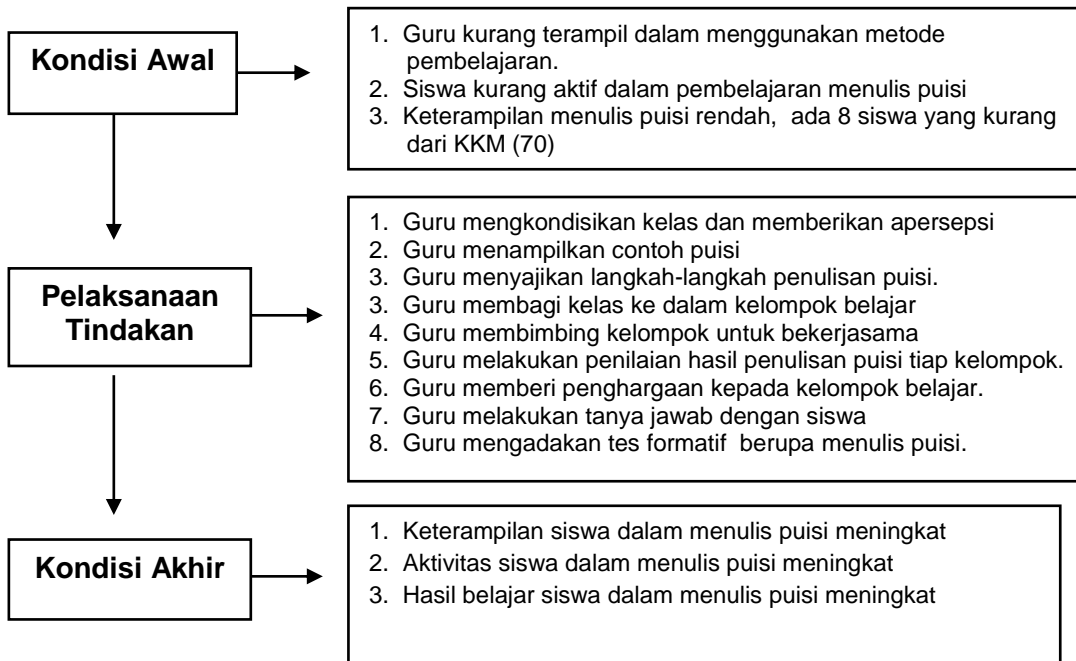 Kondisi Awal
1. Guru kurang terampil dalam menggunakan metode
pembelajaran.
2. Siswa kurang aktif dalam pembelajaran menulis puisi
3. Keterampilan menulis puisi rendah, ada 8 siswa yang kurang
dari KKM (70)
Pelaksanaan
Tindakan
1. Guru mengkondisikan kelas dan memberikan apersepsi
2. Guru menampilkan contoh puisi
3. Guru menyajikan langkah-langkah penulisan puisi.
3. Guru membagi kelas ke dalam kelompok belajar
4. Guru membimbing kelompok untuk bekerjasama
5. Guru melakukan penilaian hasil penulisan puisi tiap kelompok.
6. Guru memberi penghargaan kepada kelompok belajar.
7. Guru melakukan tanya jawab dengan siswa
8. Guru mengadakan tes formatif berupa menulis puisi.
Kondisi Akhir
1. Keterampilan siswa dalam menulis puisi meningkat
2. Aktivitas siswa dalam menulis puisi meningkat
3. Hasil belajar siswa dalam menulis puisi meningkat